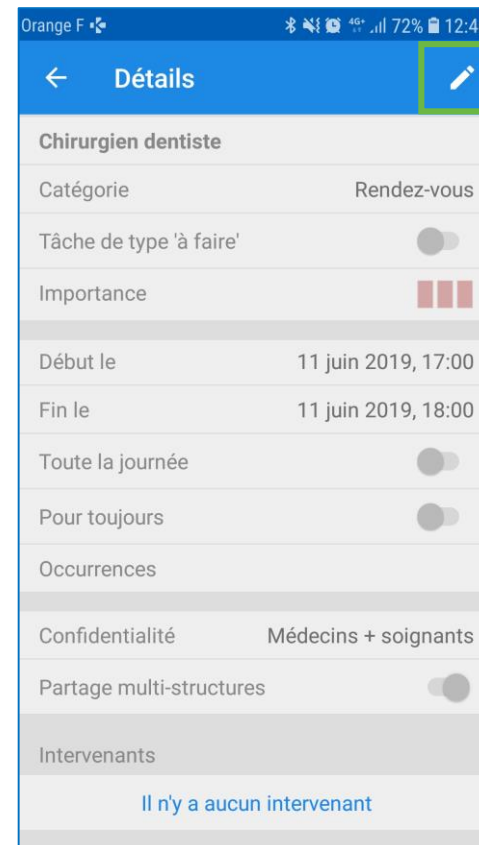 Orange F 4G+ 72% 12:4
Détails
Chirurgien dentiste
Catégorie Rendez-vous
Tâche de type 'à faire'
Importance
Début le 11 juin 2019, 17:00
Fin le 11 juin 2019, 18:00
Toute la journée
Pour toujours
Occurrences
Confidentialité Médecins + soignants
Partage multi-structures
Intervenants
Il n'y a aucun intervenant